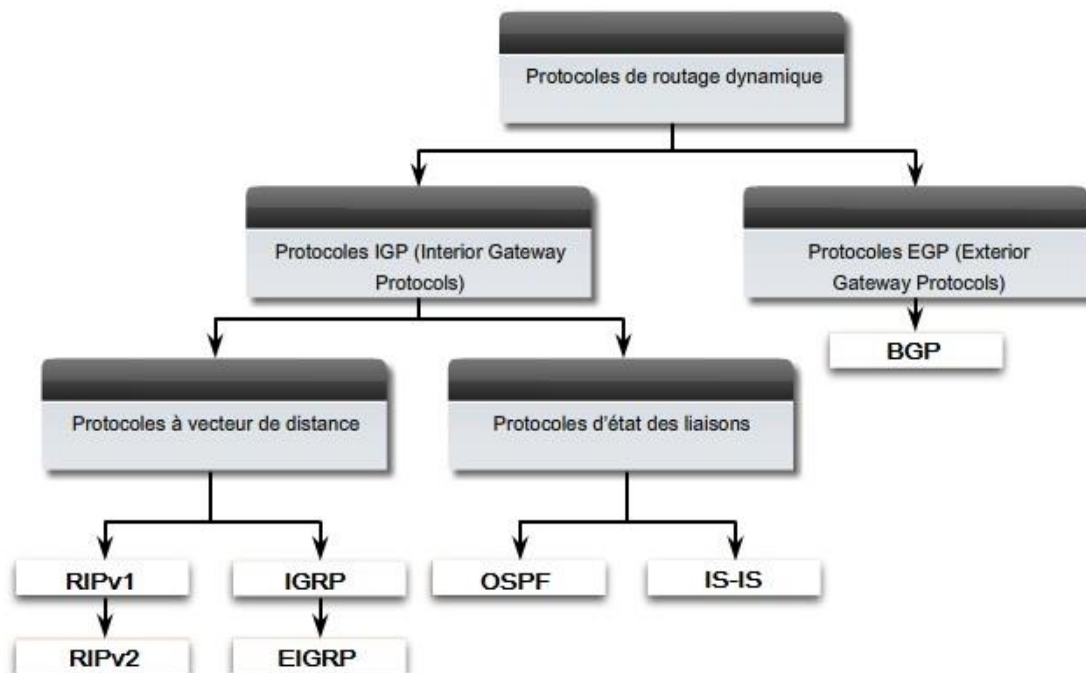 Protocoles de routage dynamique
Protocoles IGP (Interior Gateway
Protocols)
Protocoles EGP (Exterior
Gateway Protocols)
BGP
Protocoles à vecteur de distance
Protocoles d'état des liaisons
RIPv1
IGRP
OSPF
IS-IS
RIPv2
EIGRP